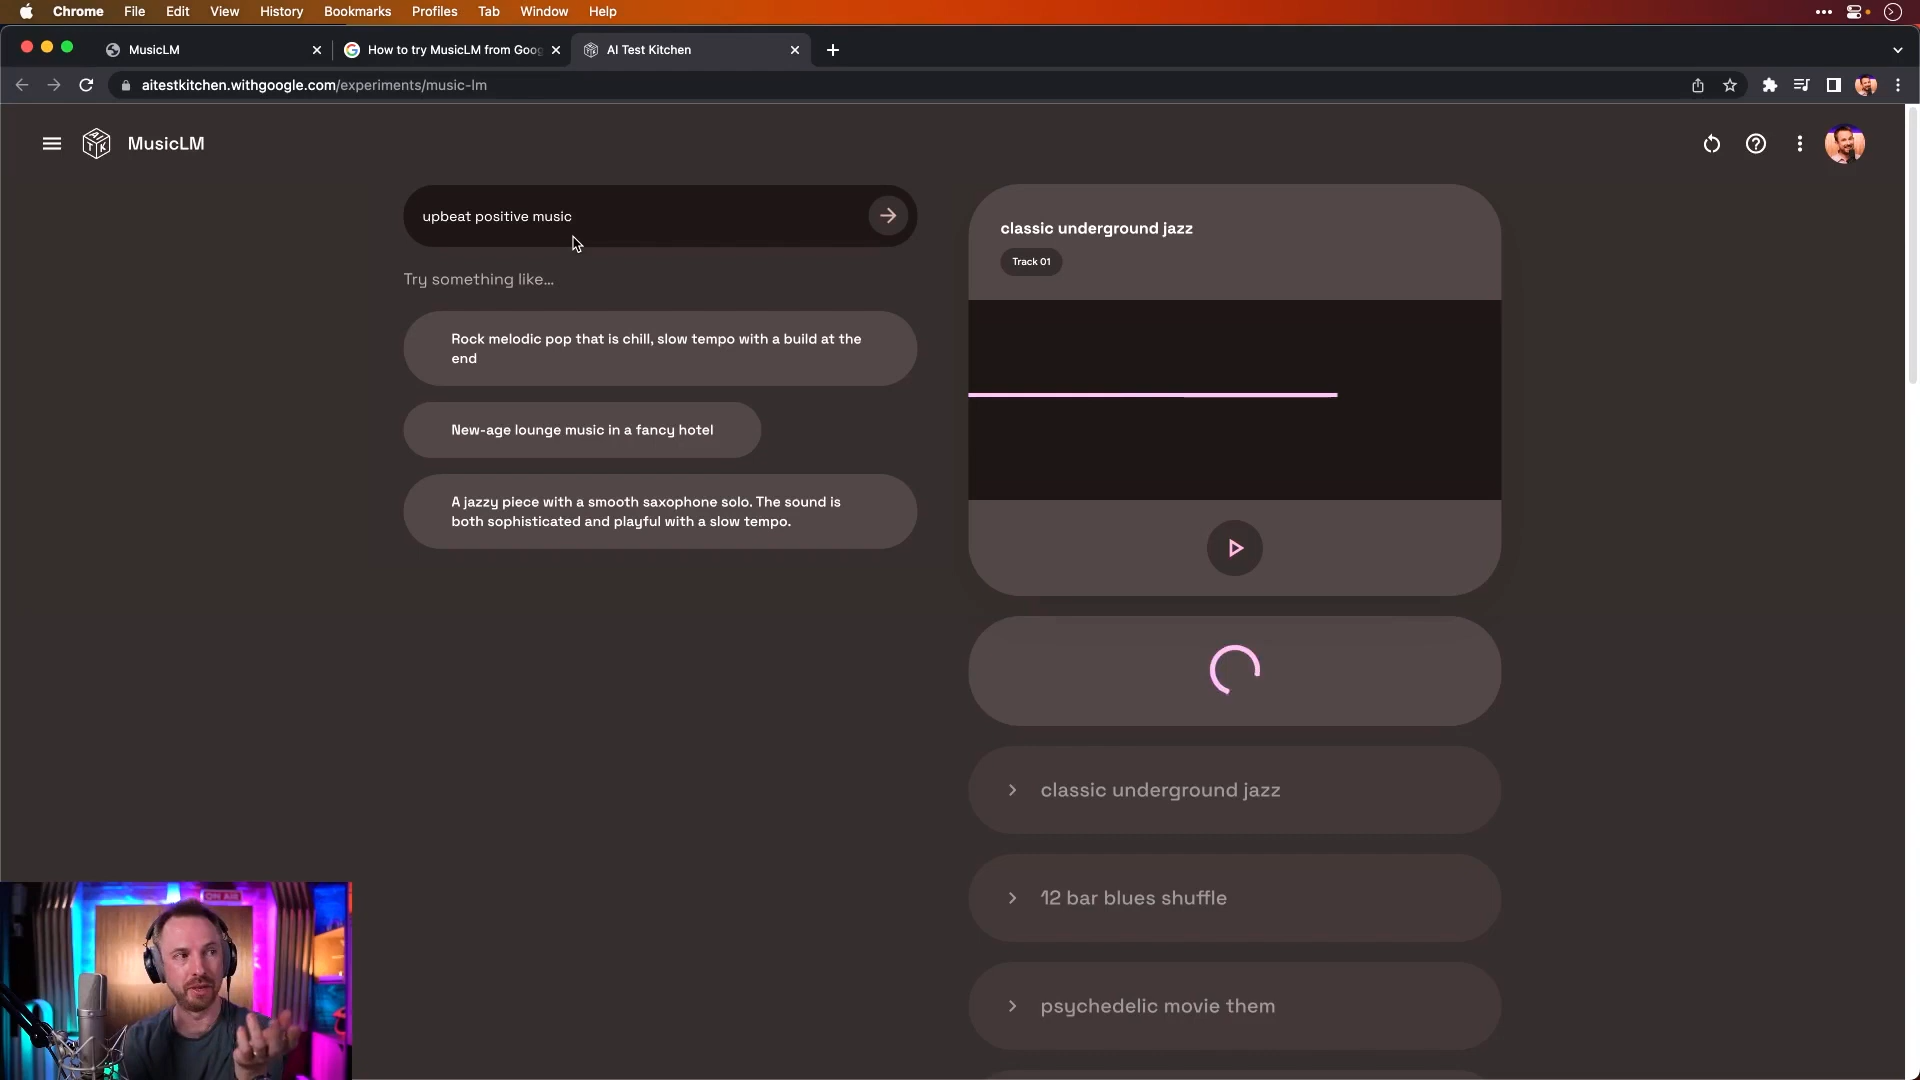 Chrome File Edit View History Bookmarks Profiles Tab Window Help
MusicLM
How to try MusicLM from Goog
AI Test Kitchen
aitestkitchen.withgoogle.com/experiments/music-lm
MusicLM
upbeat positive music
Try something like...
Rock melodic pop that is chill, slow tempo with a build at the
end
New-age lounge music in a fancy hotel
A jazzy piece with a smooth saxophone solo. The sound is
both sophisticated and playful with a slow tempo.
classic underground jazz
Track 01
classic underground jazz
12 bar blues shuffle
psychedelic movie them
ON AIR